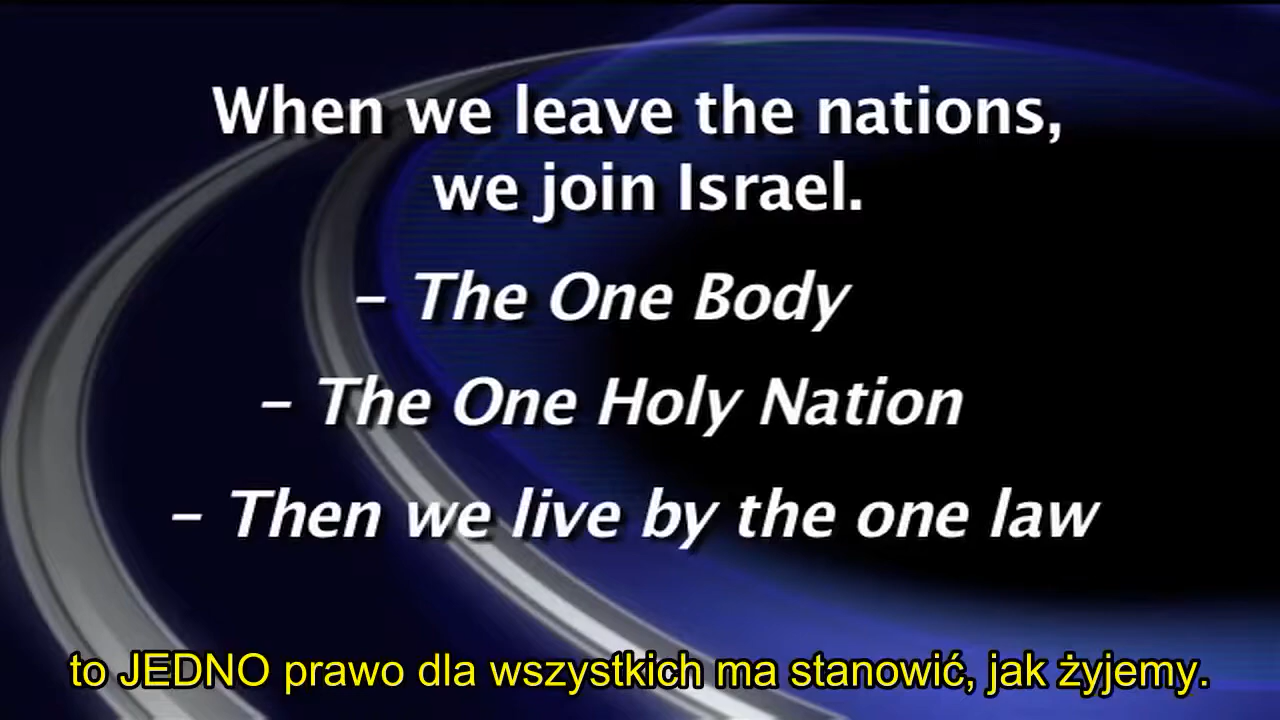 When we leave the nations,
we join Israel.
– The One Body
– The One Holy Nation
– Then we live by the one law
to JEDNO prawo dla wszystkich ma stanowić, jak żyjemy.